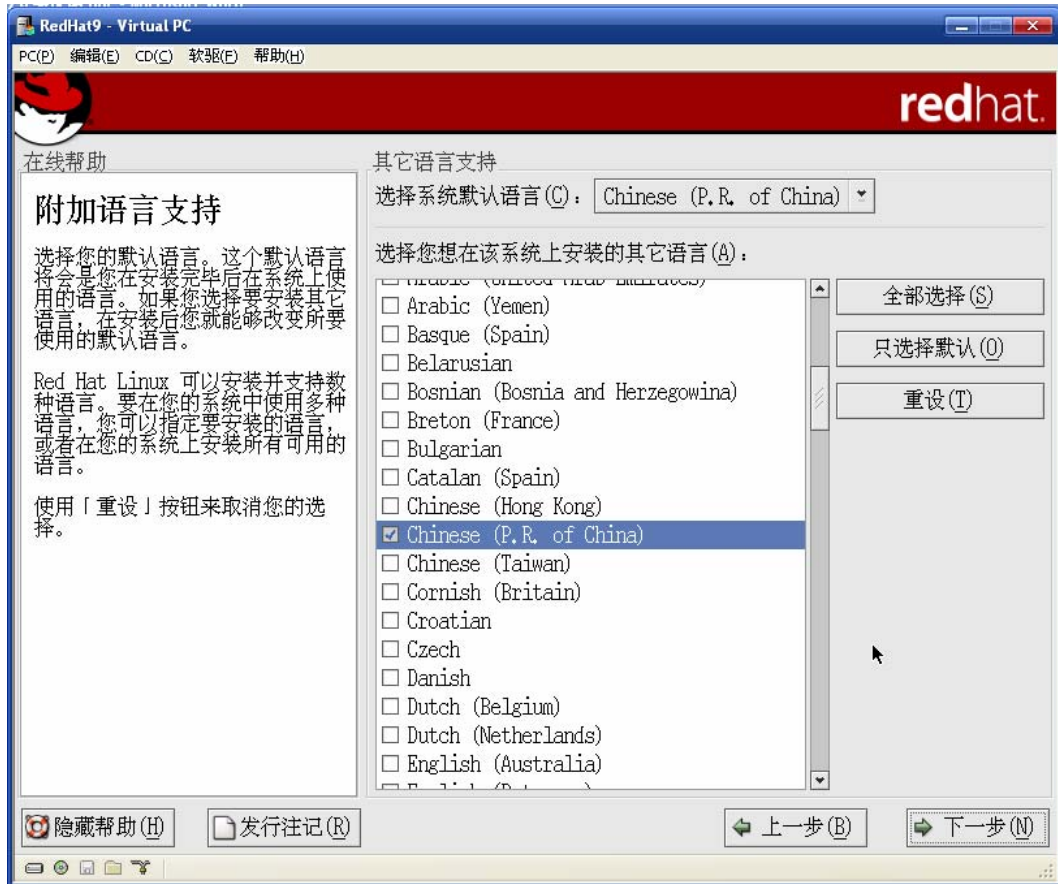 RedHat9 - Virtual PC
PC(P) 编辑(E) CD(C) 软驱(F) 帮助(H)
redhat.
在线帮助
附加语言支持
选择您的默认语言。这个默认语言
将会是您在安装完毕后在系统上使
用的语言。如果您选择要安装其它
语言，在安装后您就能够改变所要
使用的默认语言。
Red Hat Linux 可以安装并支持数
种语言。要在您的系统中使用多种
语言，您可以指定要安装的语言，
或者在您的系统上安装所有可用的
语言。
使用「重设」按钮来取消您的选
择。
其它语言支持
选择系统默认语言(C)： Chinese (P.R. of China)
选择您想在该系统上安装的其它语言(A)：
Arabic (United Arab Emirates)
Arabic (Yemen)
Basque (Spain)
Belarusian
Bosnian (Bosnia and Herzegowina)
Breton (France)
Bulgarian
Catalan (Spain)
Chinese (Hong Kong)
Chinese (P.R. of China)
Chinese (Taiwan)
Cornish (Britain)
Croatian
Czech
Danish
Dutch (Belgium)
Dutch (Netherlands)
English (Australia)
全部选择(S)
只选择默认(O)
重设(T)
隐藏帮助(H)
发行注记(R)
上一步(B)
下一步(N)